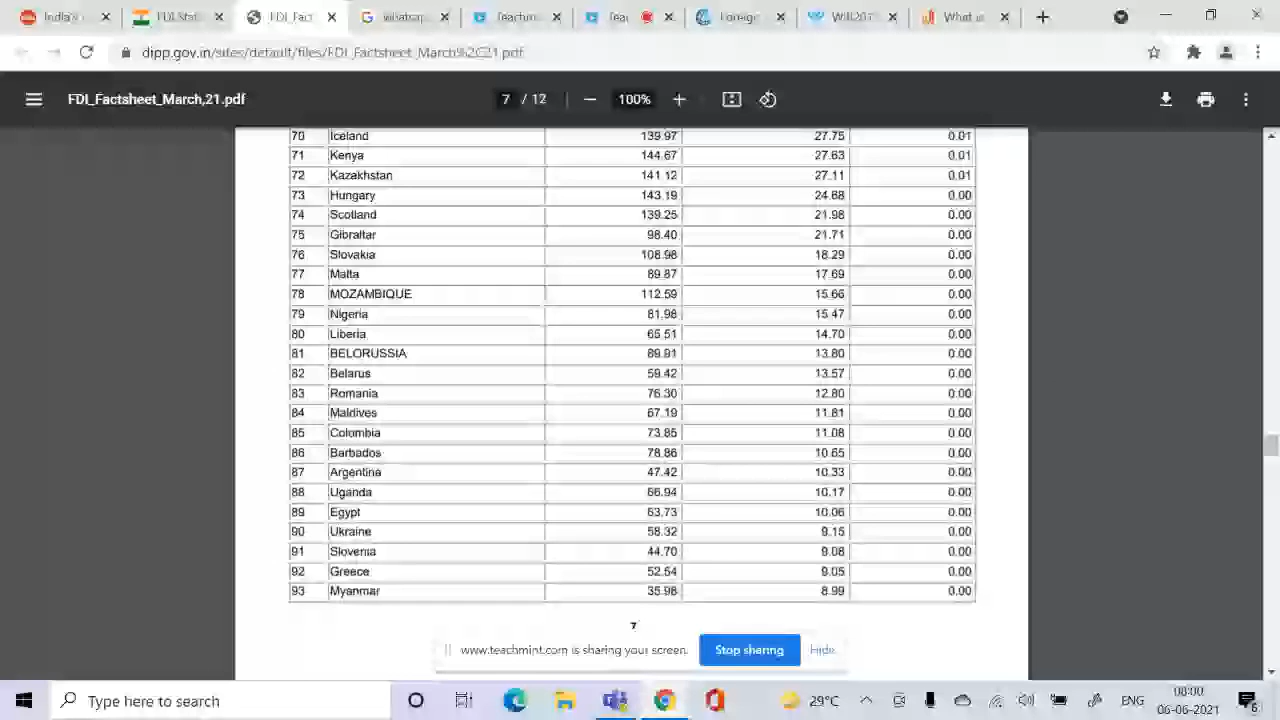 India's
FDI Stati
FDI_Fact
whatsap
Teachm
Tea
Foreign
WIR201
What is
dipp.gov.in/sites/default/files/FDI_Factsheet_March%2C21.pdf
FDI_Factsheet_March,21.pdf
7 / 12
100%
70 Iceland 139.97 27.75 0.01
71 Kenya 144.67 27.63 0.01
72 Kazakhstan 141.12 27.11 0.01
73 Hungary 143.19 24.68 0.00
74 Scotland 139.25 21.98 0.00
75 Gibraltar 98.40 21.71 0.00
76 Slovakia 108.98 18.29 0.00
77 Malta 89.87 17.69 0.00
78 MOZAMBIQUE 112.59 15.66 0.00
79 Nigeria 81.98 15.47 0.00
80 Liberia 65.51 14.70 0.00
81 BELORUSSIA 89.91 13.80 0.00
82 Belarus 59.42 13.57 0.00
83 Romania 76.30 12.80 0.00
84 Maldives 67.19 11.81 0.00
85 Colombia 73.85 11.08 0.00
86 Barbados 78.86 10.65 0.00
87 Argentina 47.42 10.33 0.00
88 Uganda 66.94 10.17 0.00
89 Egypt 63.73 10.06 0.00
90 Ukraine 58.32 9.15 0.00
91 Slovenia 44.70 9.08 0.00
92 Greece 52.54 9.05 0.00
93 Myanmar 35.98 8.99 0.00
7
www.teachmint.com is sharing your screen.
Stop sharing
Hide
Type here to search
29°C
ENG
08:00
06-06-2021
6